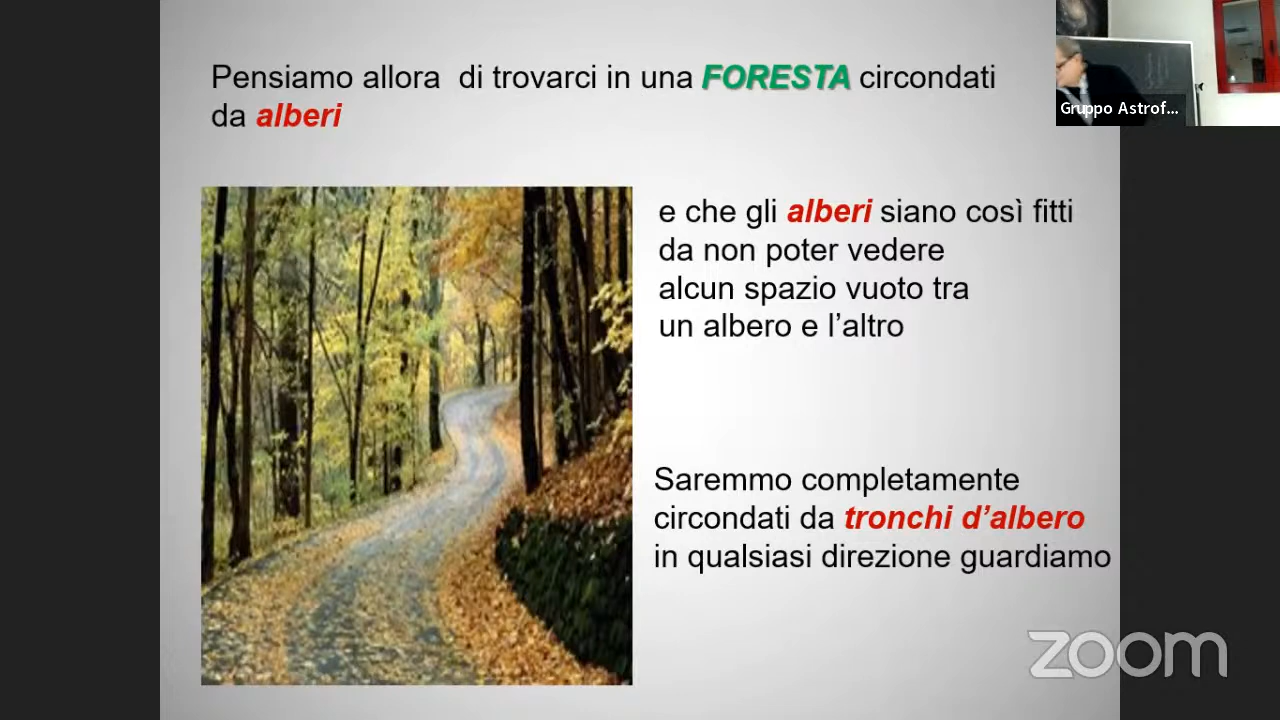 Pensiamo allora di trovarci in una FORESTA circondati
da alberi
Gruppo Astrof...
e che gli alberi siano così fitti
da non poter vedere
alcun spazio vuoto tra
un albero e l'altro
Saremmo completamente
circondati da tronchi d'albero
in qualsiasi direzione guardiamo
zoom